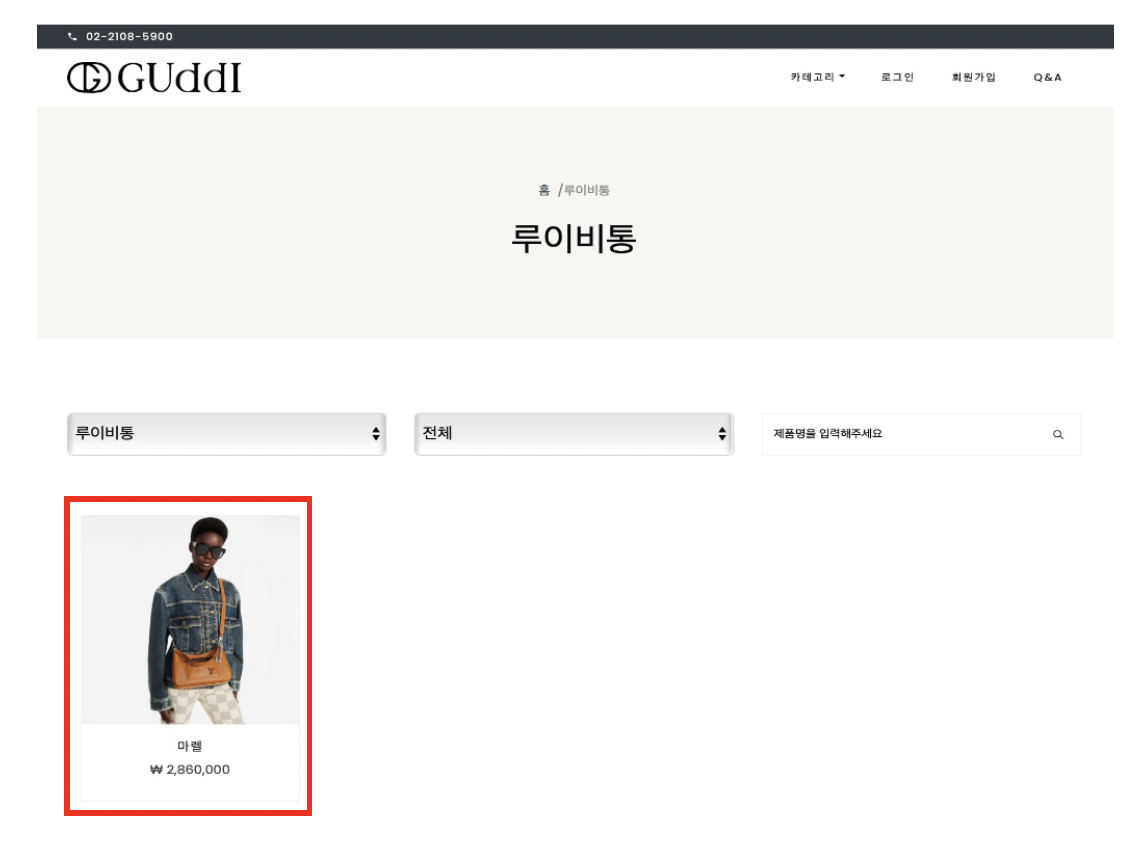 02-2108-5900
GUddI
카테고리 로그인 회원가입 Q&A
홈 /루이비통
루이비통
루이비통 전체 제품명을 입력해주세요
마렐
₩ 2,860,000